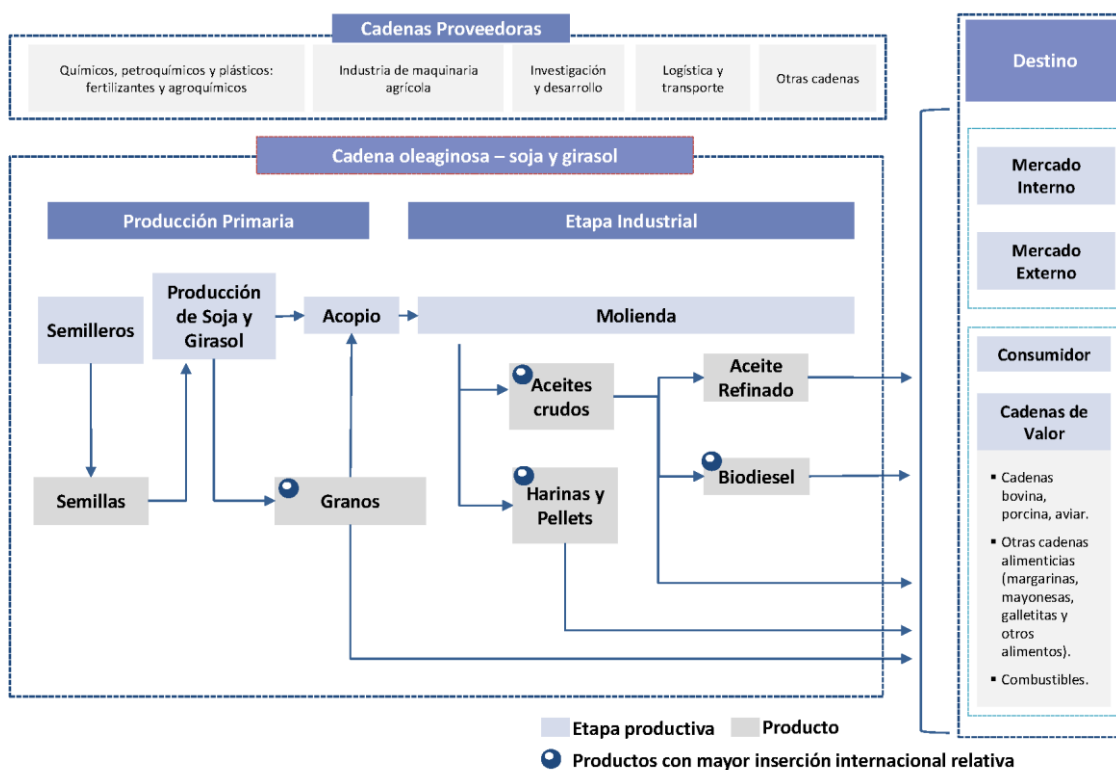 Cadenas Proveedoras
Químicos, petroquímicos y plásticos:
fertilizantes y agroquímicos
Industria de maquinaria
agrícola
Investigación
y desarrollo
Logística y
transporte
Otras cadenas
Destino
Cadena oleaginosa – soja y girasol
Producción Primaria
Etapa Industrial
Mercado
Interno
Mercado
Externo
Semilleros
Producción
de Soja y
Girasol
Acopio
Molienda
Aceites
crudos
Aceite
Refinado
Semillas
Granos
Harinas y
Pellets
Biodiesel
Consumidor
Cadenas de
Valor
▪ Cadenas
bovina,
porcina, aviar.
▪ Otras cadenas
alimenticias
(margarinas,
mayonesas,
galletitas y
otros
alimentos).
▪ Combustibles.
Etapa productiva
Producto
Productos con mayor inserción internacional relativa